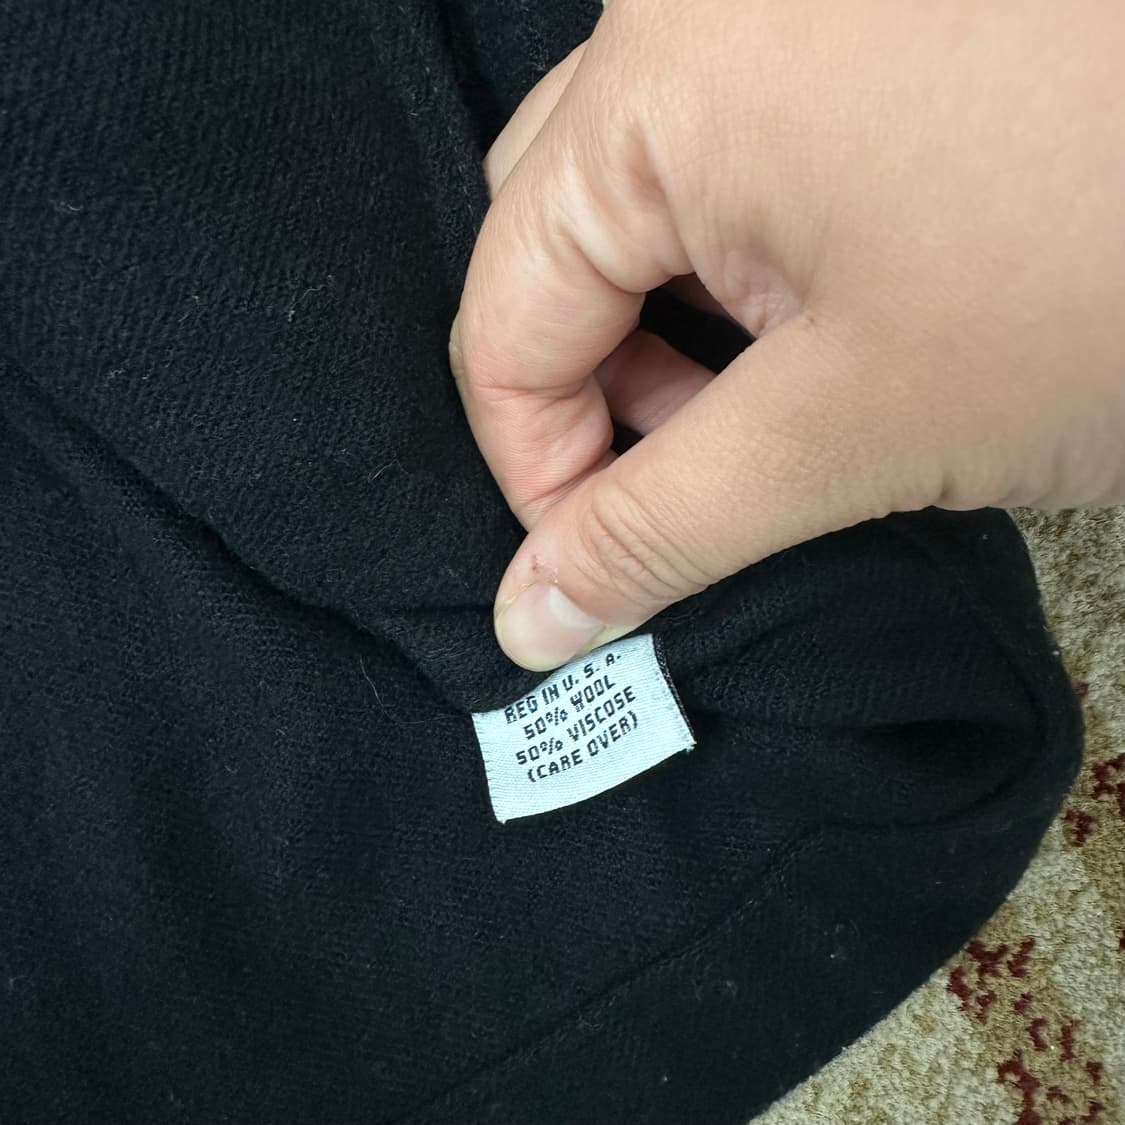 REG IN U. S. A.
50% WOOL
50% VISCOSE
(CARE OVER)